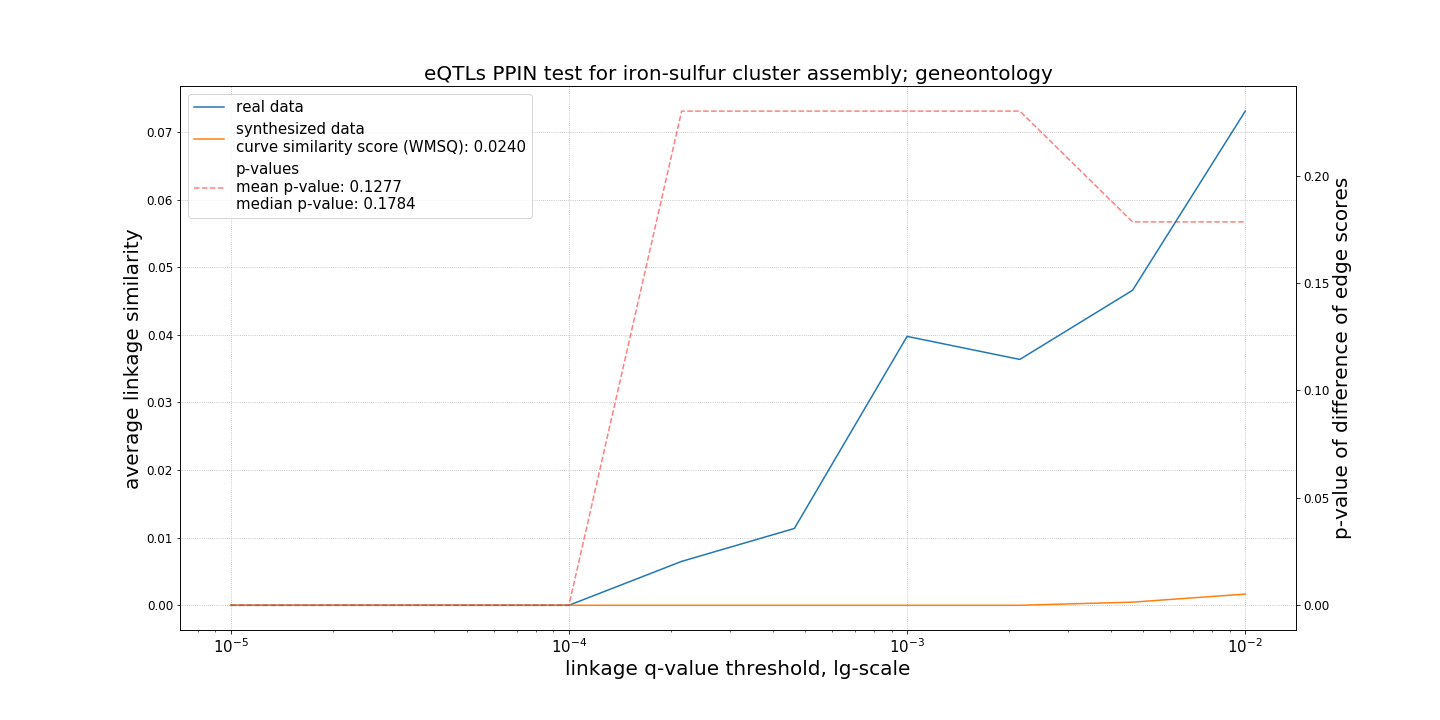 eQTLs PPIN test for iron-sulfur cluster assembly; geneontology
real data
synthesized data
curve similarity score (WMSQ): 0.0240
p-values
mean p-value: 0.1277
median p-value: 0.1784
average linkage similarity
0.07
0.06
0.05
0.04
0.03
0.02
0.01
0.00
0.20
0.15
0.10
0.05
0.00
p-value of difference of edge scores
10⁻⁵ 10⁻⁴ 10⁻³ 10⁻²
linkage q-value threshold, lg-scale